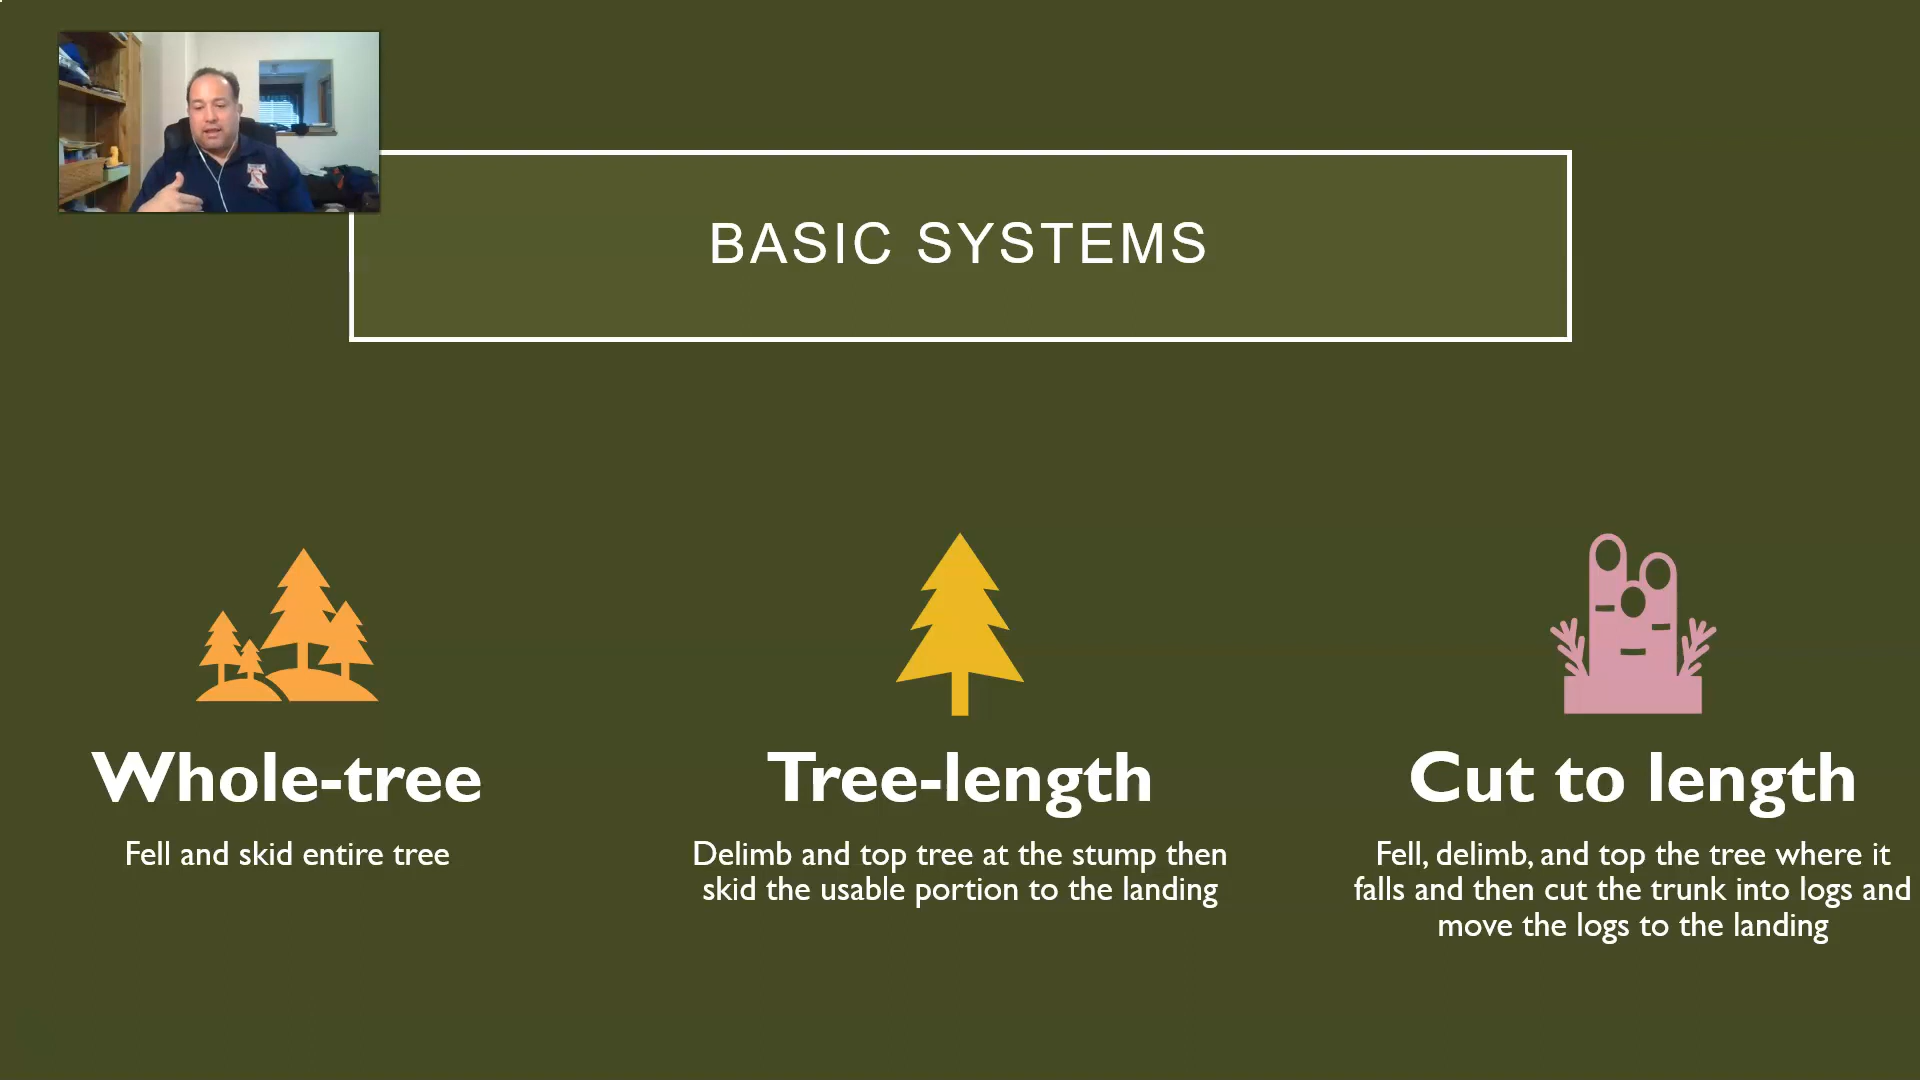 BASIC SYSTEMS
Whole-tree
Fell and skid entire tree
Tree-length
Delimb and top tree at the stump then
skid the usable portion to the landing
Cut to length
Fell, delimb, and top the tree where it
falls and then cut the trunk into logs and
move the logs to the landing